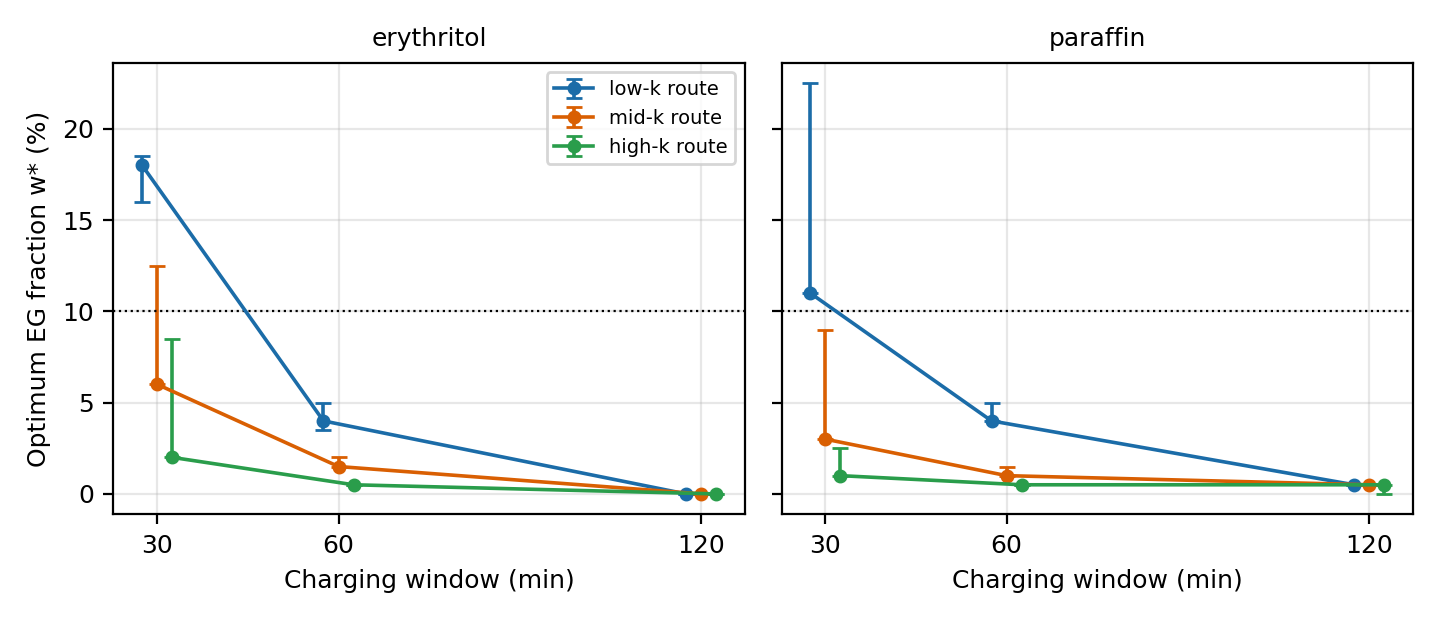 erythritol
paraffin
Optimum EG fraction w* (%)
20
15
10
5
0
low-k route
mid-k route
high-k route
30
60
120
30
60
120
Charging window (min)
Charging window (min)